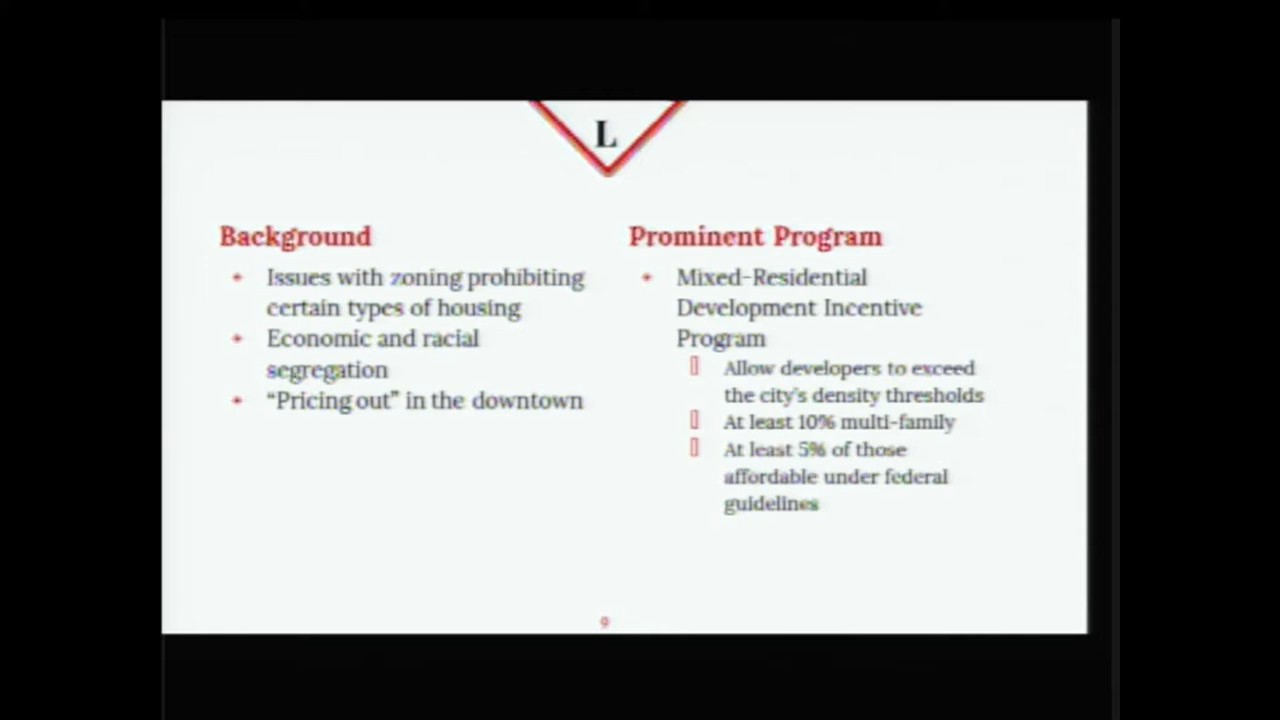 L
Background
Issues with zoning prohibiting
certain types of housing
Economic and racial
segregation
“Pricing out” in the downtown
Prominent Program
Mixed-Residential
Development Incentive
Program
Allow developers to exceed
the city's density thresholds
At least 10% multi-family
At least 5% of those
affordable under federal
guidelines
9